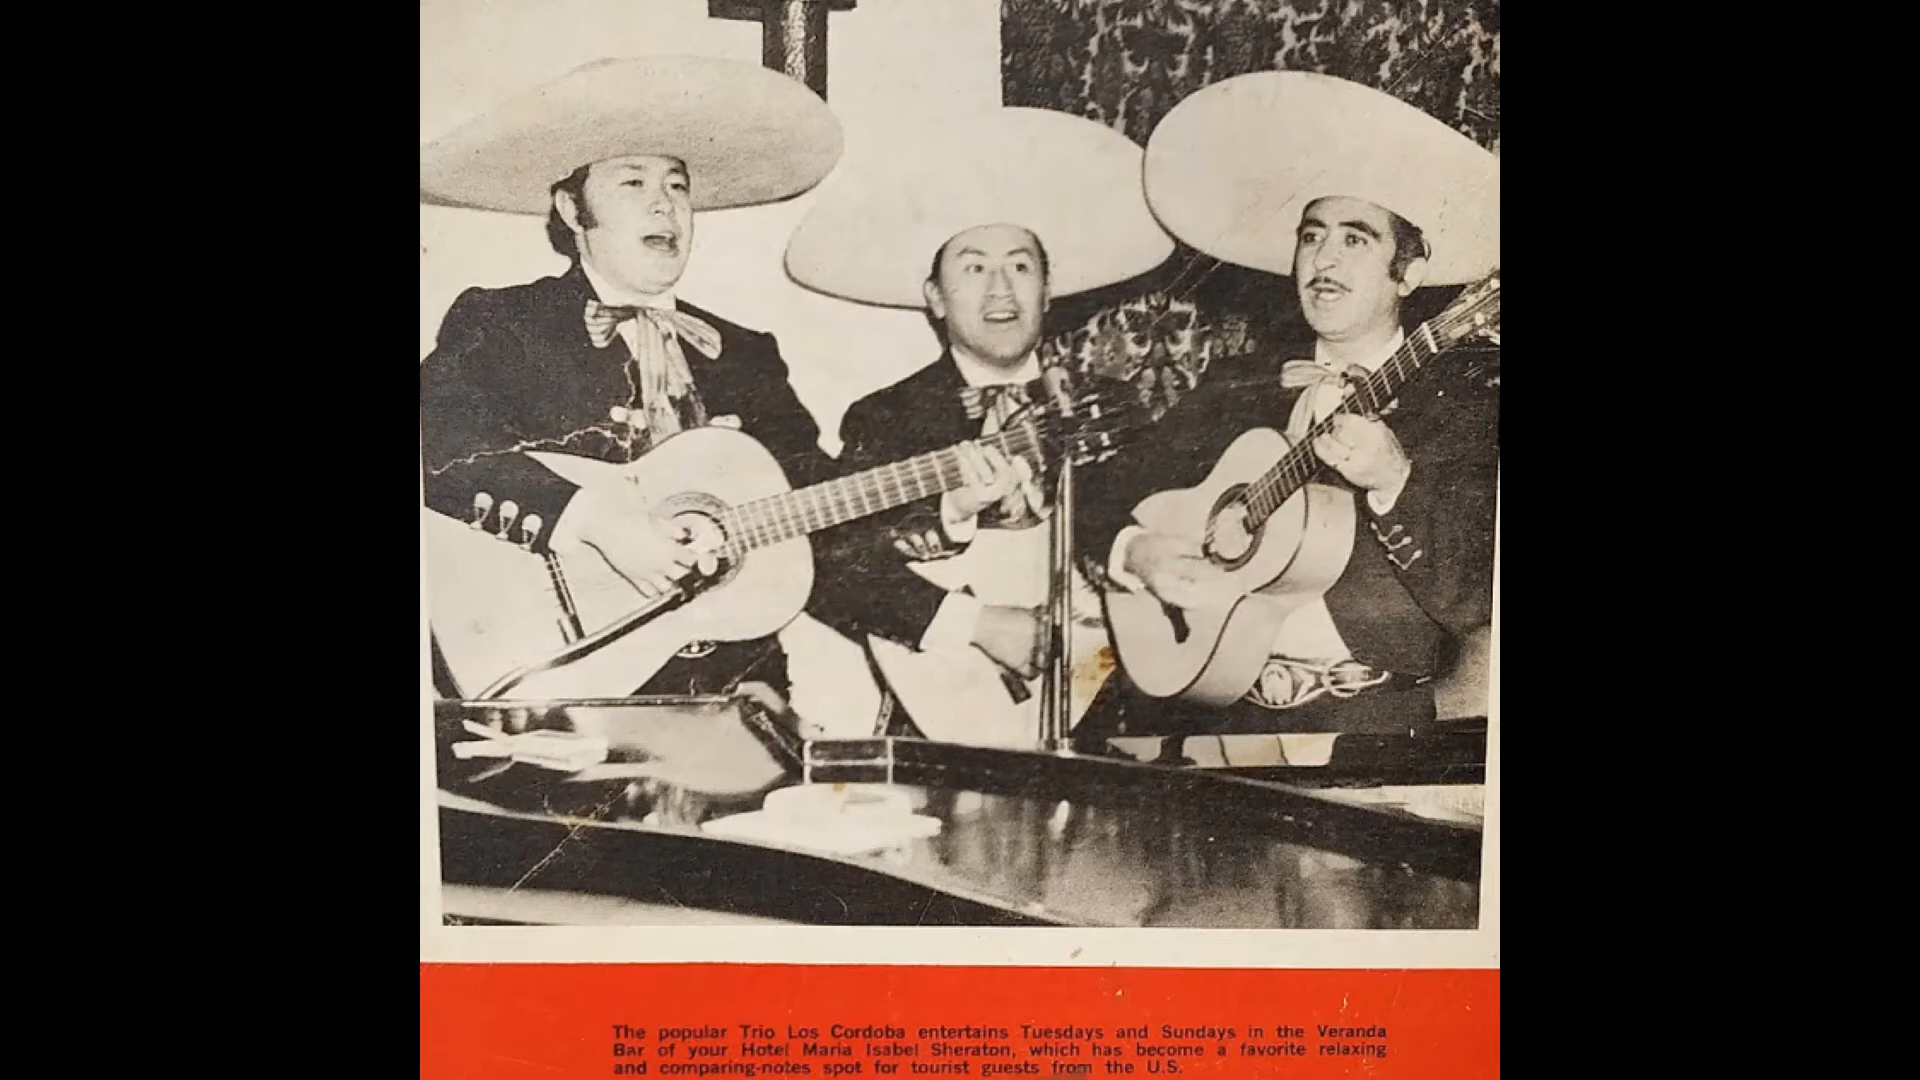 The popular Trio Los Cordoba entertains Tuesdays and Sundays in the Veranda
Bar of your Hotel Maria Isabel Sheraton, which has become a favorite relaxing
and comparing-notes spot for tourist guests from the U.S.